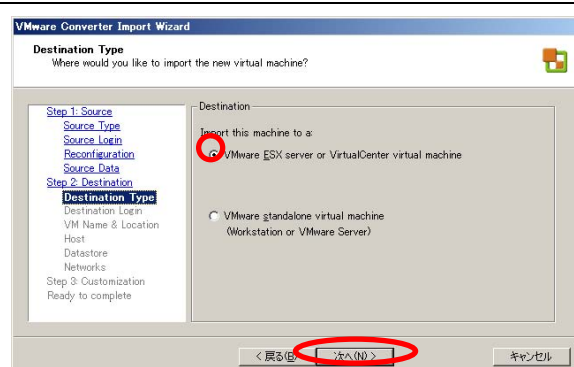 VMware Converter Import Wizard
Destination Type
Where would you like to import the new virtual machine?
Step 1: Source
Source Type
Source Login
Reconfiguration
Source Data
Step 2: Destination
Destination Type
Destination Login
VM Name & Location
Host
Datastore
Networks
Step 3: Customization
Ready to complete
Destination
Import this machine to a:
VMware ESX server or VirtualCenter virtual machine
VMware standalone virtual machine
(Workstation or VMware Server)
< 戻る(B)
次へ(N) >
キャンセル